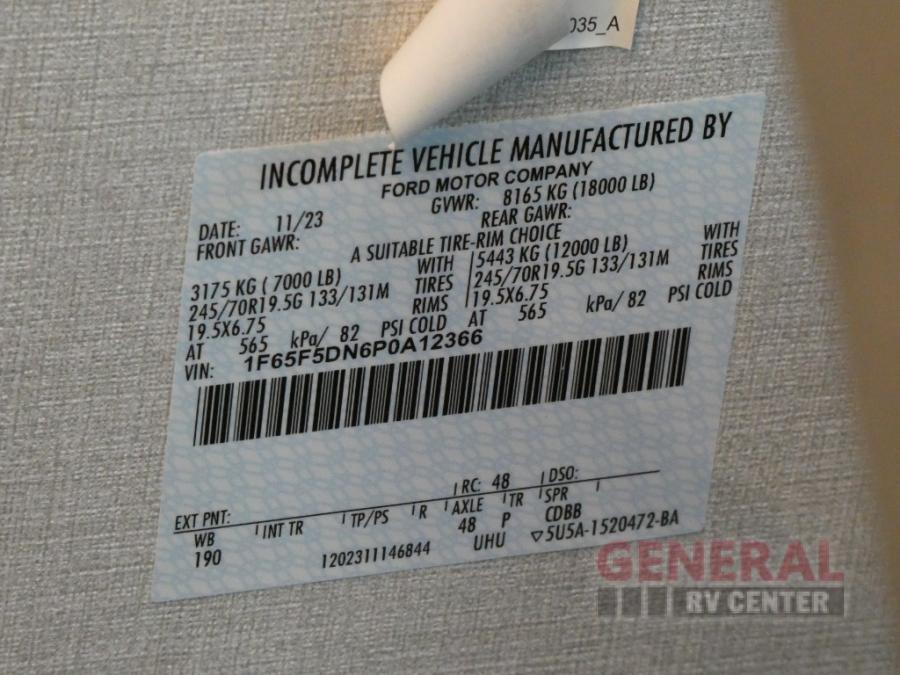 035_A
INCOMPLETE VEHICLE MANUFACTURED BY
FORD MOTOR COMPANY
DATE: 11/23 GVWR: 8165 KG (18000 LB)
FRONT GAWR: REAR GAWR:
A SUITABLE TIRE-RIM CHOICE
3175 KG ( 7000 LB) WITH 5443 KG (12000 LB) WITH
245/70R19.5G 133/131M TIRES 245/70R19.5G 133/131M TIRES
19.5X6.75 RIMS 19.5X6.75 RIMS
AT 565 kPa/ 82 PSI COLD AT 565 kPa/ 82 PSI COLD
VIN: 1F65F5DN6P0A12366
EXT PNT: RC: 48 DSO:
WB INT TR TP/PS R AXLE TR SPR
190 48 P CDBB
1202311146844 UHU ▽5U5A-1520472-BA
GENERAL
RV CENTER